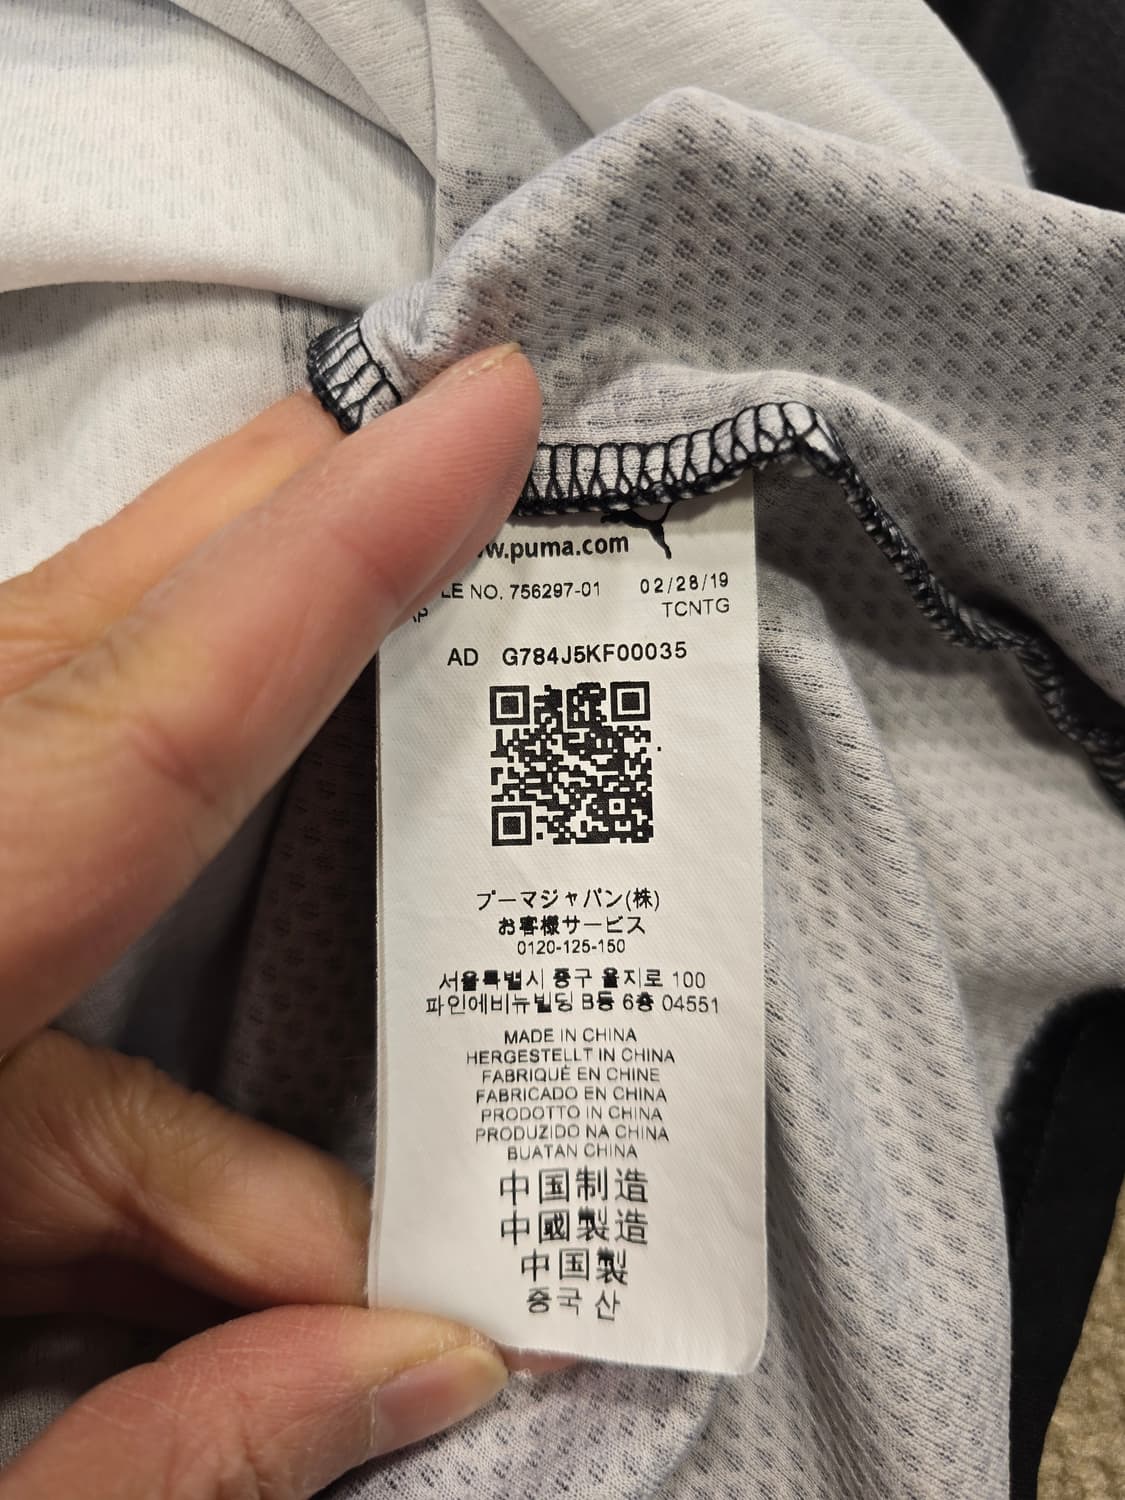 w.puma.com
LE NO. 756297-01 02/28/19
AP TCNTG
AD G784J5KF00035
プーマジャパン(株)
お客様サービス
0120-125-150
서울특별시 중구 을지로 100
파인에비뉴빌딩 B동 6층 04551
MADE IN CHINA
HERGESTELLT IN CHINA
FABRIQUÉ EN CHINE
FABRICADO EN CHINA
PRODOTTO IN CHINA
PRODUZIDO NA CHINA
BUATAN CHINA
中国制造
中國製造
中国製
중국산